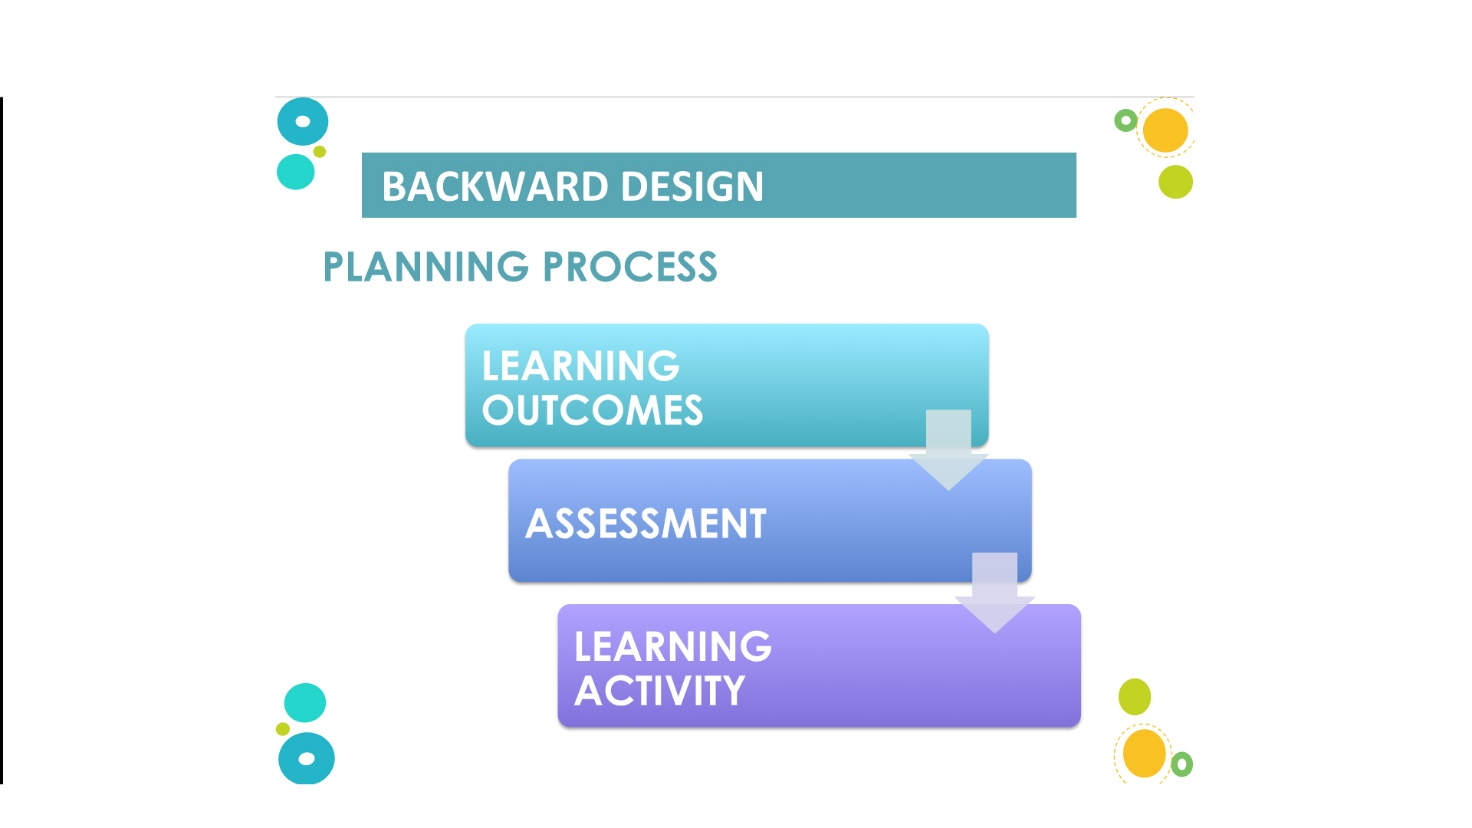 BACKWARD DESIGN
PLANNING PROCESS
LEARNING
OUTCOMES
ASSESSMENT
LEARNING
ACTIVITY